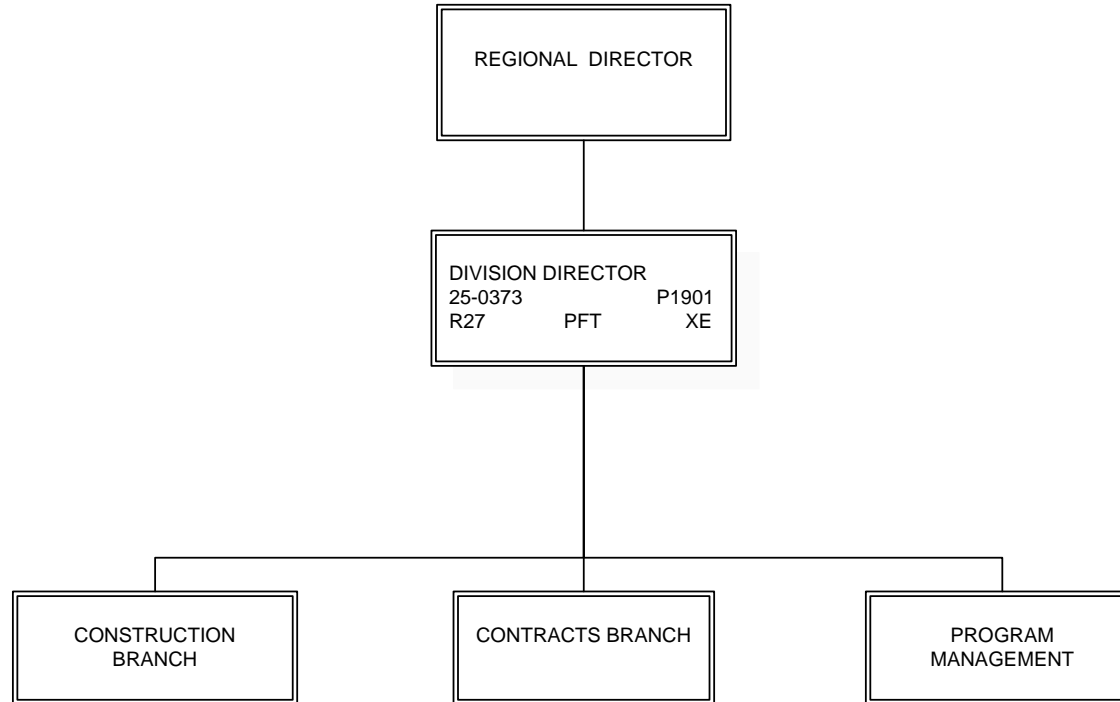 REGIONAL DIRECTOR
DIVISION DIRECTOR
25-0373 P1901
R27 PFT XE
CONSTRUCTION
BRANCH
CONTRACTS BRANCH
PROGRAM
MANAGEMENT